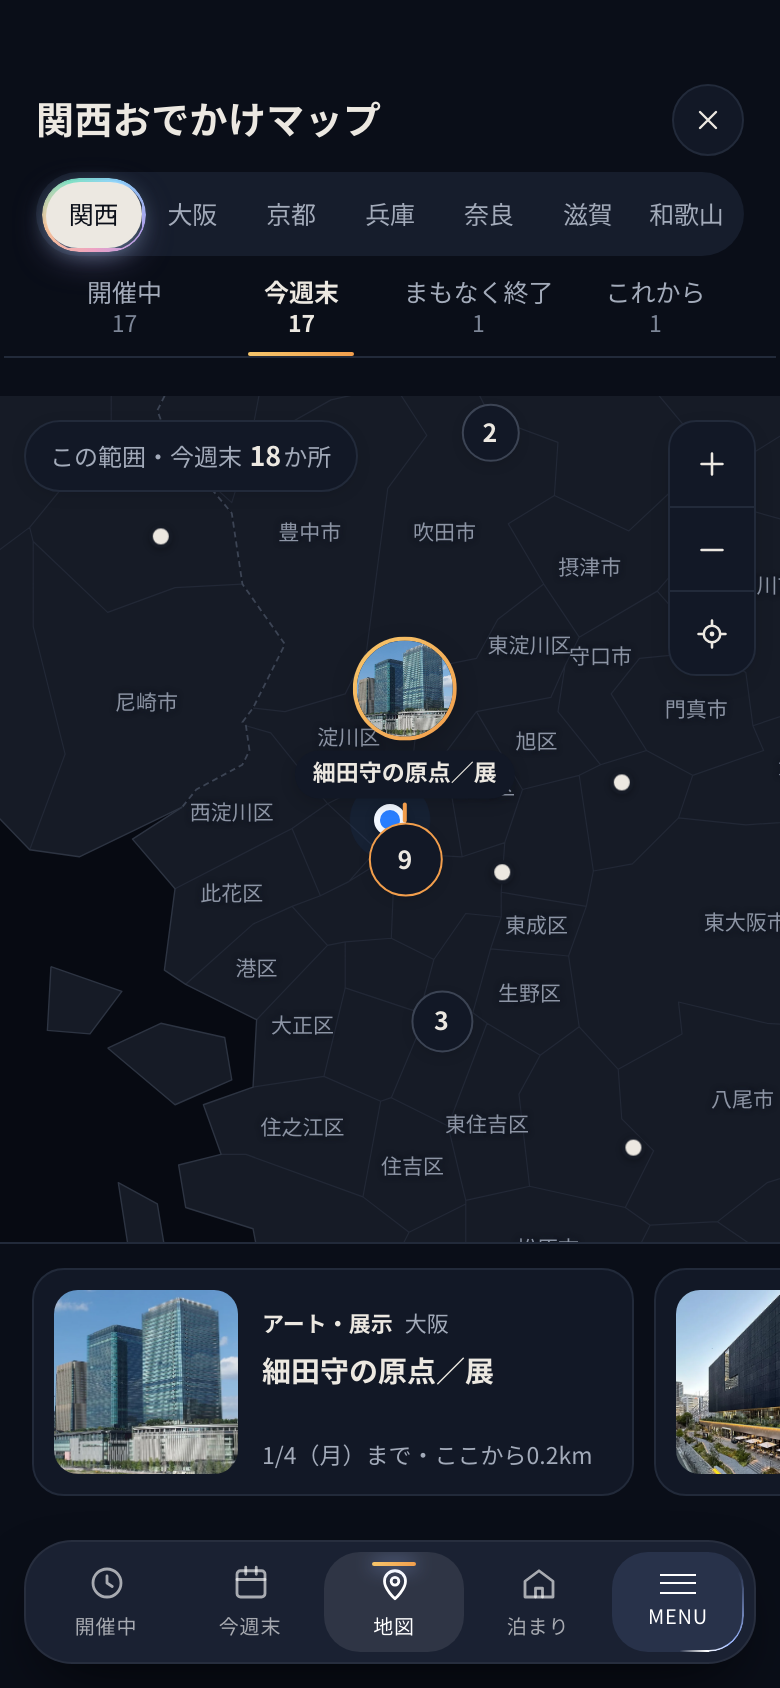 関西おでかけマップ
関西 大阪 京都 兵庫 奈良 滋賀 和歌山
開催中 今週末 まもなく終了 これから
17 17 1 1
2
この範囲・今週末 18か所
豊中市 吹田市
摂津市
東淀川区 守口市
尼崎市 門真市
淀川区 旭区
細田守の原点／展
西淀川区
9
此花区
東成区 東大阪市
港区
生野区
大正区 3
八尾市
住之江区 東住吉区
住吉区
アート・展示 大阪
細田守の原点／展
1/4（月）まで・ここから0.2km
開催中 今週末 地図 泊まり MENU